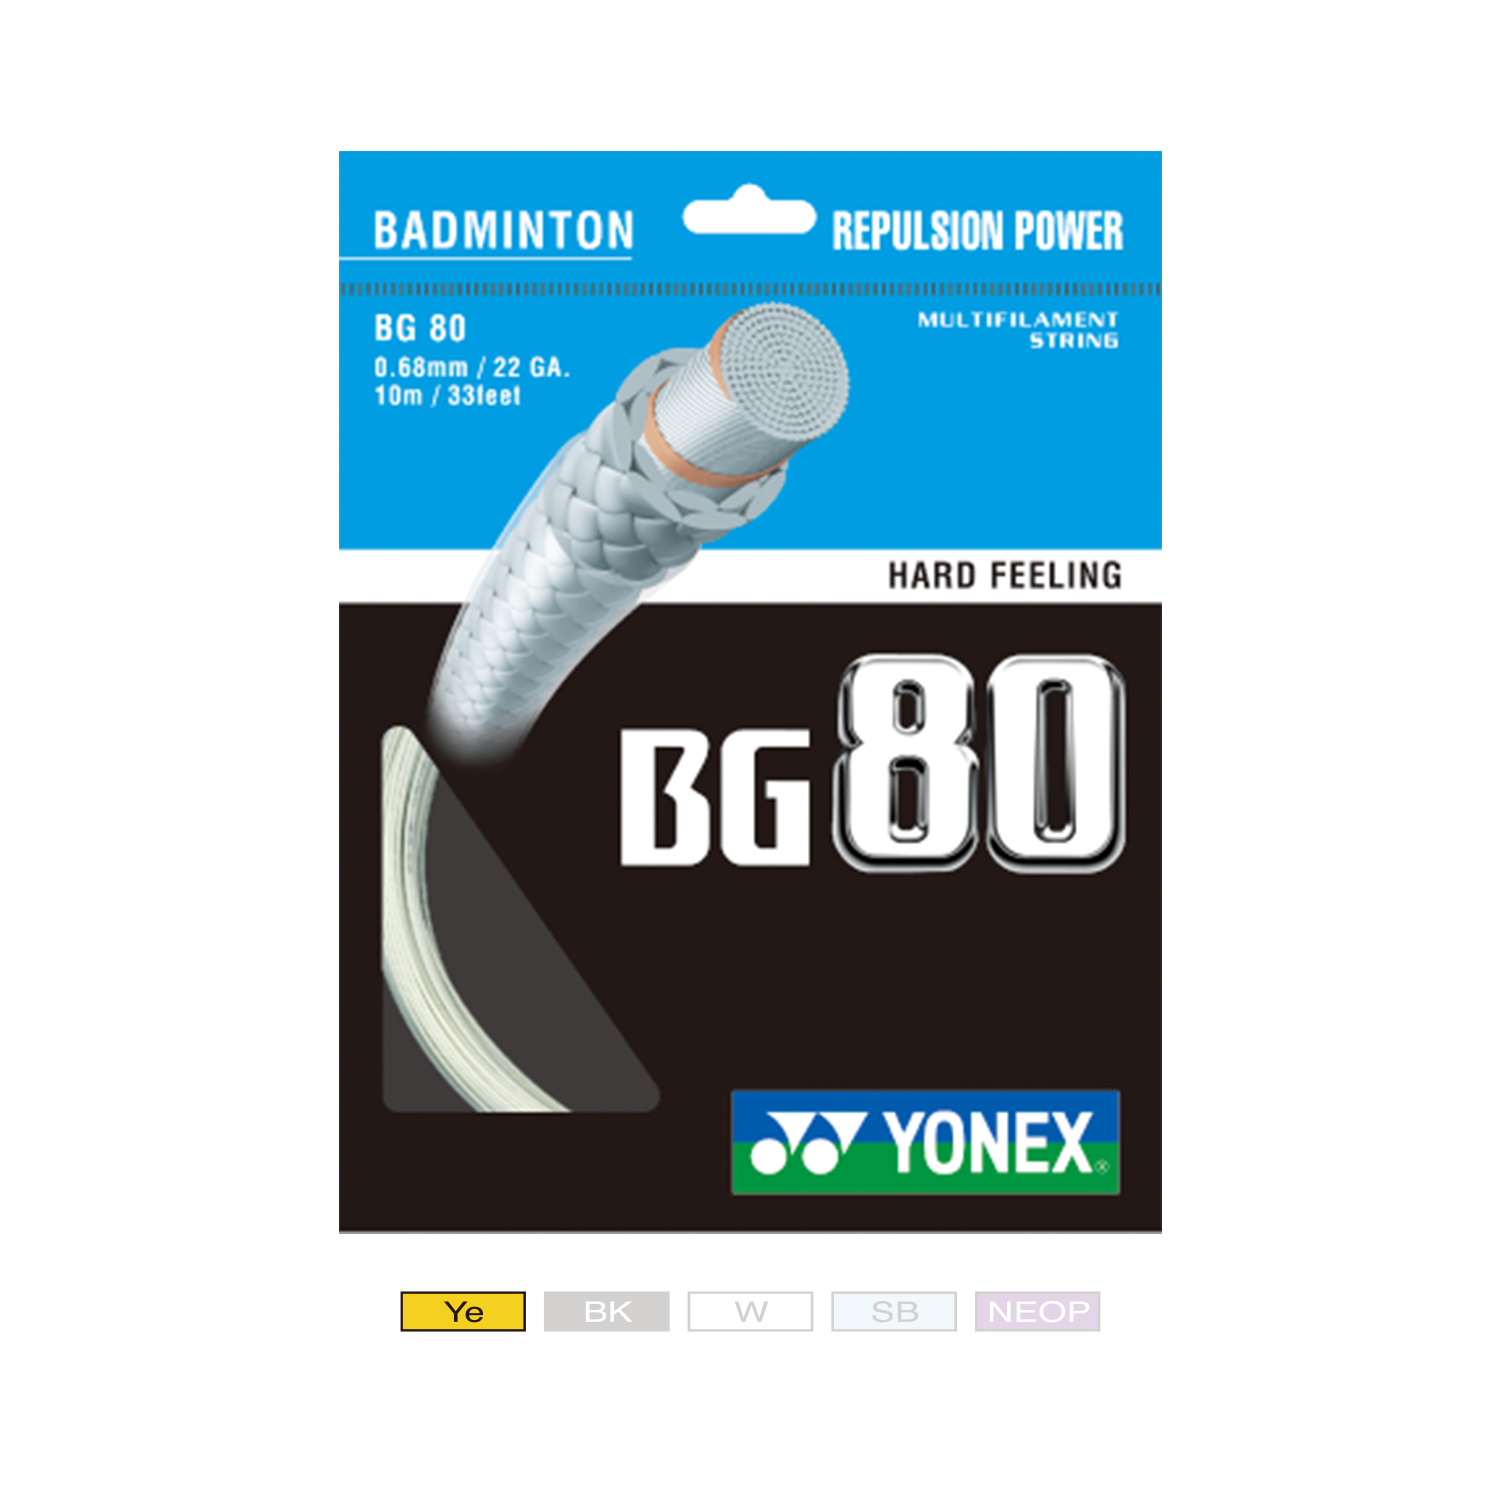 BADMINTON
REPULSION POWER
BG 80
0.68mm / 22 GA.
10m / 33feet
MULTIFILAMENT
STRING
HARD FEELING
BG80
YONEX®
Ye BK W SB NEOP